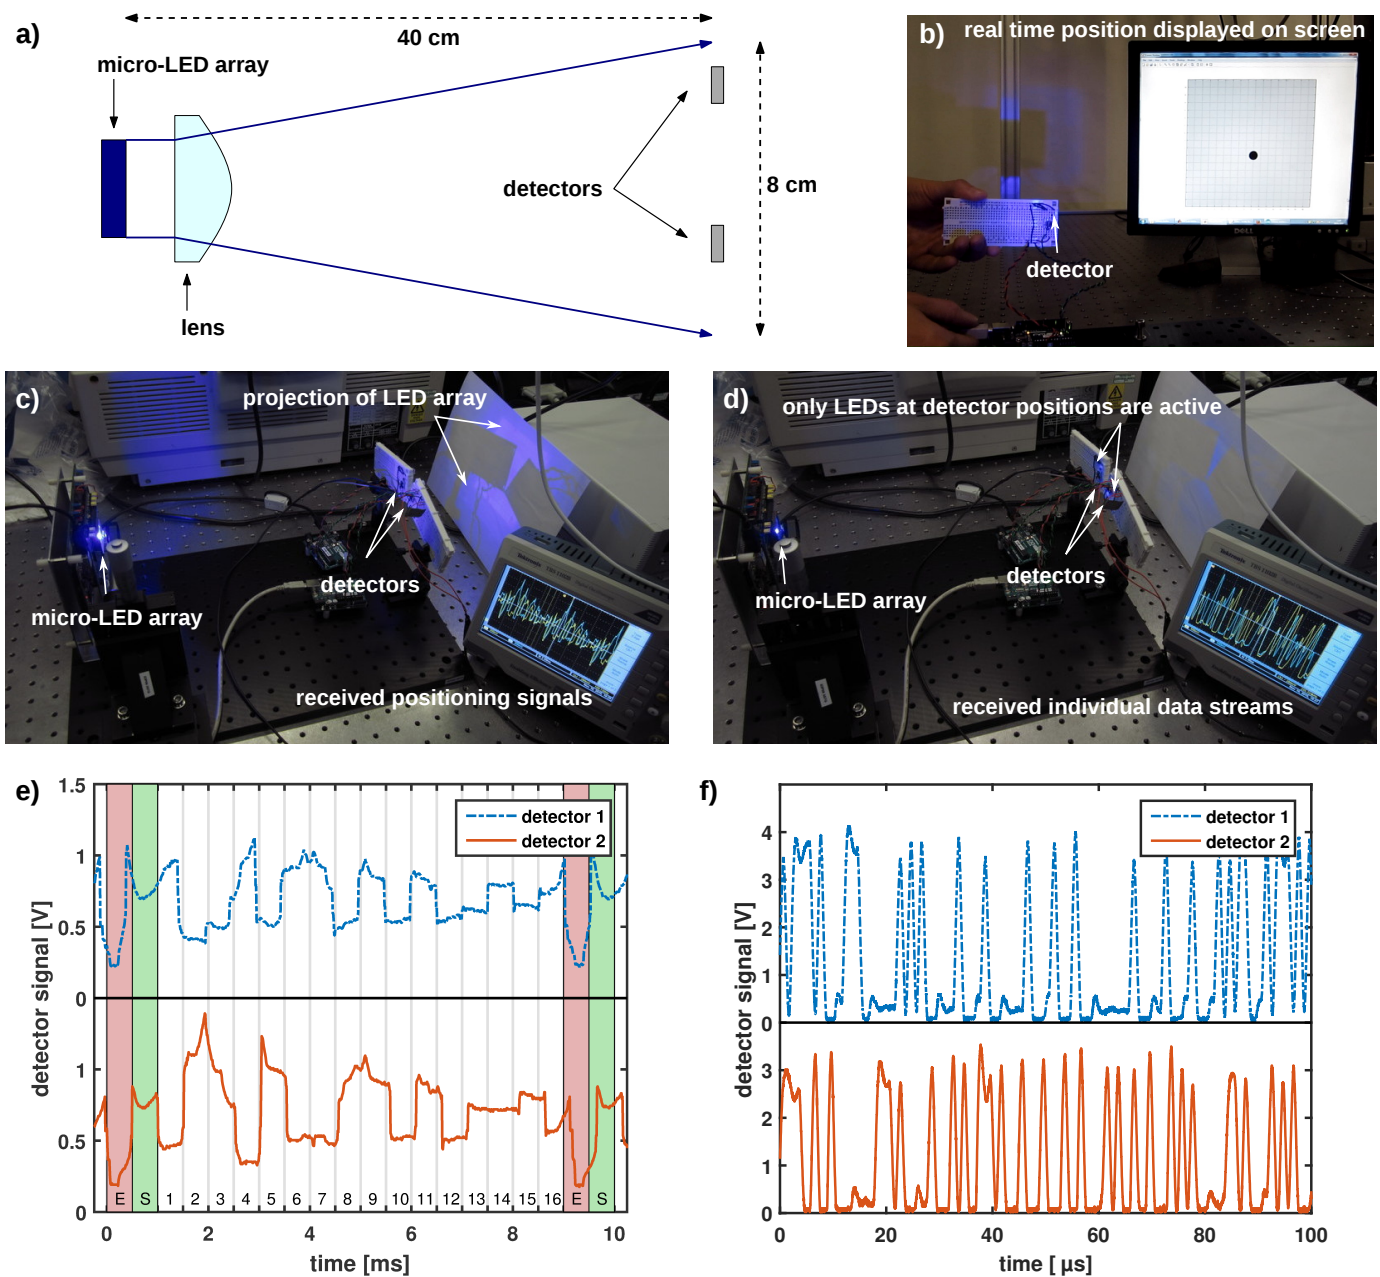 a)
40 cm
micro-LED array
detectors
8 cm
lens
b) real time position displayed on screen
DELL
detector
c)
projection of LED array
detectors
micro-LED array
received positioning signals
d)
only LEDs at detector positions are active
detectors
micro-LED array
received individual data streams
e)
detector signal [V]
1.5
1
0.5
0
1
0.5
0
detector 1
detector 2
E S 1 2 3 4 5 6 7 8 9 10 11 12 13 14 15 16 E S
0 2 4 6 8 10
time [ms]
f)
detector signal [V]
4
3
2
1
0
3
2
1
0
detector 1
detector 2
0 20 40 60 80 100
time [ µs]